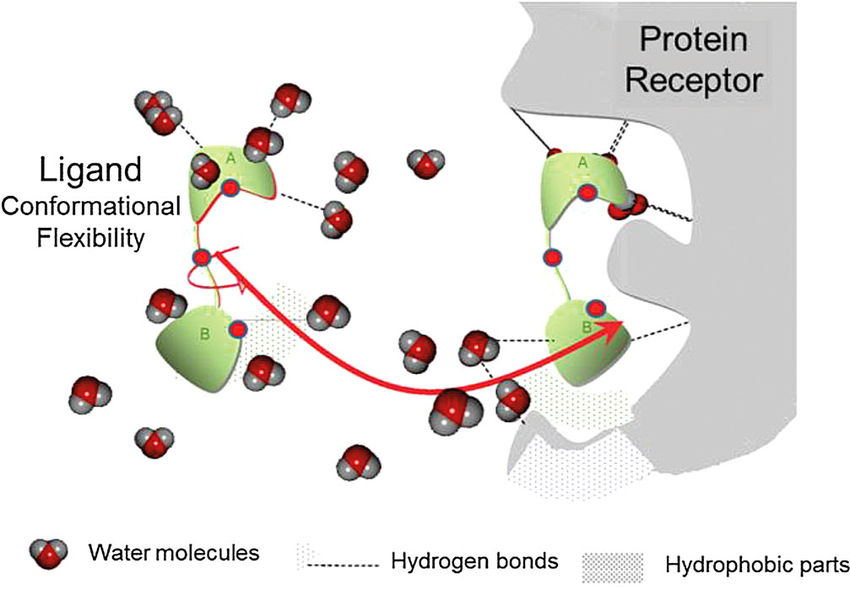 Protein
Receptor
Ligand
Conformational
Flexibility
A
B
A
B
Water molecules
Hydrogen bonds
Hydrophobic parts